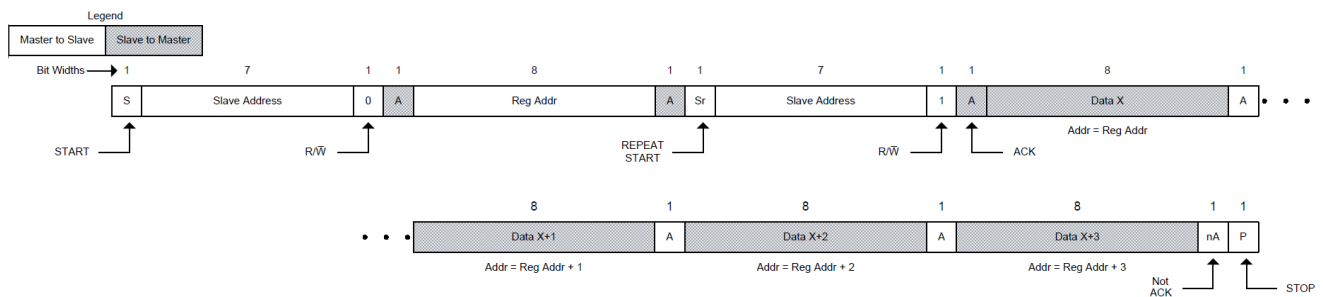 Legend
Master to Slave Slave to Master
Bit Widths 1 7 1 1 8 1 1 7 1 1 8 1
S Slave Address 0 A Reg Addr A Sr Slave Address 1 A Data X A
Addr = Reg Addr
START R/W̅ REPEAT START R/W̅ ACK
8 1 8 1 8 1 1
Data X+1 A Data X+2 A Data X+3 nA P
Addr = Reg Addr + 1 Addr = Reg Addr + 2 Addr = Reg Addr + 3
Not ACK STOP